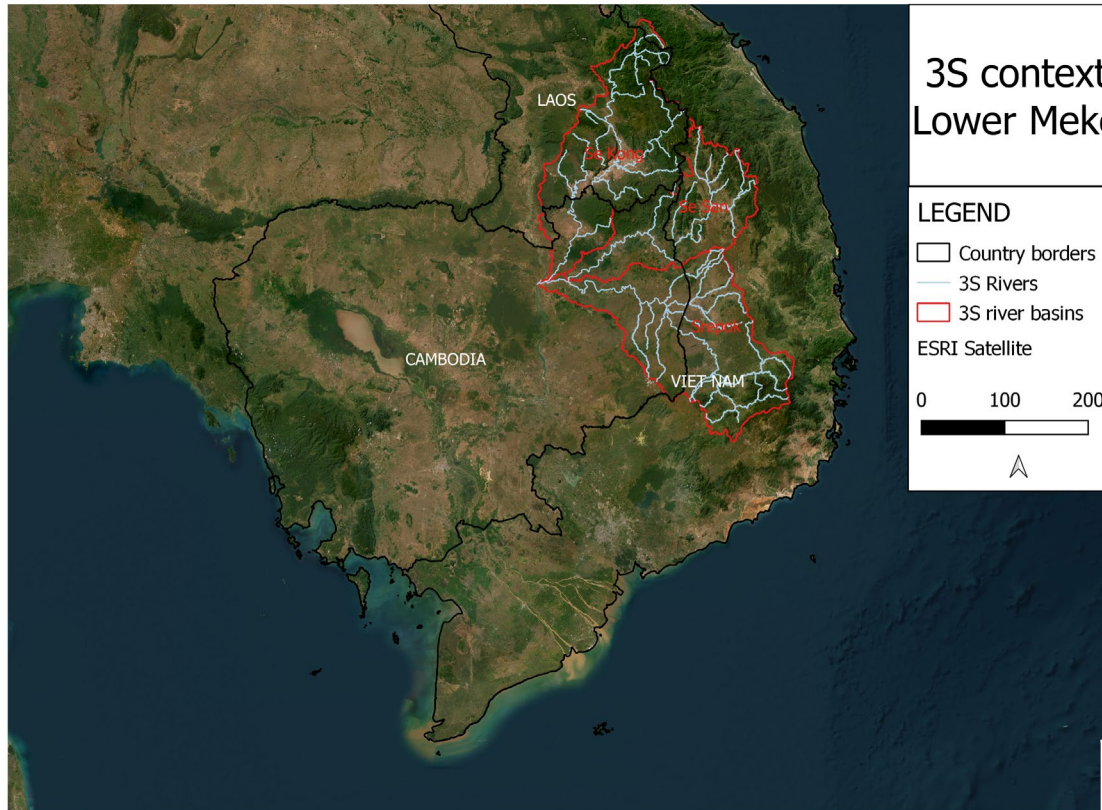 3S context
Lower Mek
LEGEND
Country borders
3S Rivers
3S river basins
ESRI Satellite
0 100 200
LAOS
Se Kong
Se San
Srepok
CAMBODIA
VIET NAM